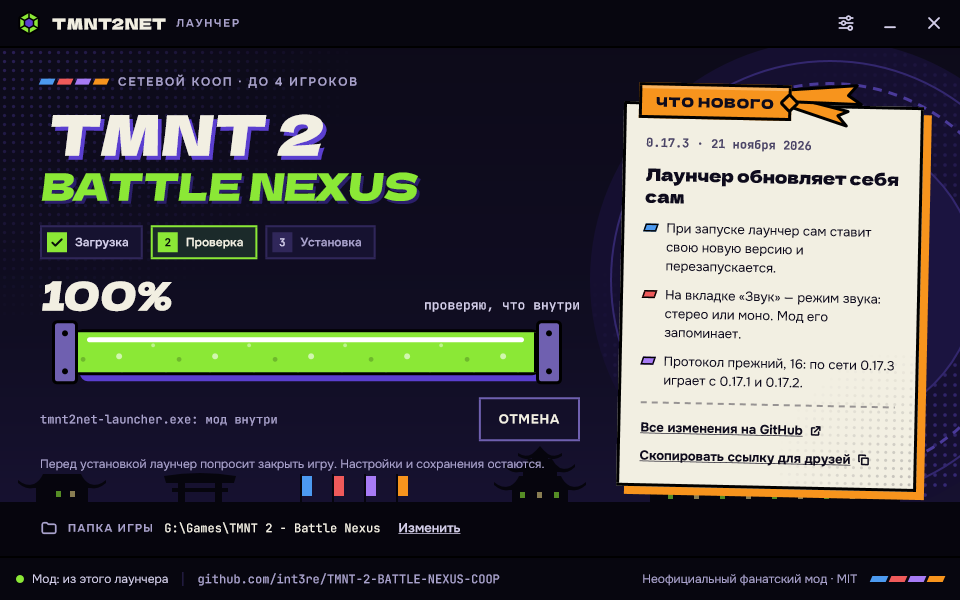 TMNT2NET ЛАУНЧЕР
СЕТЕВОЙ КООП · ДО 4 ИГРОКОВ
TMNT 2
BATTLE NEXUS
Загрузка
2 Проверка
3 Установка
100%
проверяю, что внутри
tmnt2net-launcher.exe: мод внутри
ОТМЕНА
Перед установкой лаунчер попросит закрыть игру. Настройки и сохранения остаются.
ЧТО НОВОГО
0.17.3 · 21 ноября 2026
Лаунчер обновляет себя
сам
При запуске лаунчер сам ставит
свою новую версию и
перезапускается.
На вкладке «Звук» — режим звука:
стерео или моно. Мод его
запоминает.
Протокол прежний, 16: по сети 0.17.3
играет с 0.17.1 и 0.17.2.
Все изменения на GitHub
Скопировать ссылку для друзей
ПАПКА ИГРЫ G:\Games\TMNT 2 - Battle Nexus Изменить
Мод: из этого лаунчера
github.com/int3re/TMNT-2-BATTLE-NEXUS-COOP
Неофициальный фанатский мод · MIT